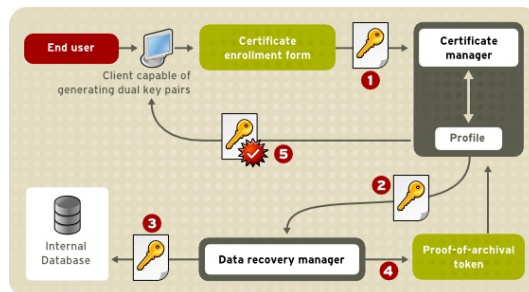 End user
Certificate
enrollment form
1
Certificate
manager
Client capable of
generating dual key pairs
Profile
5
2
3
Internal
Database
Data recovery manager
4
Proof-of-archival
token